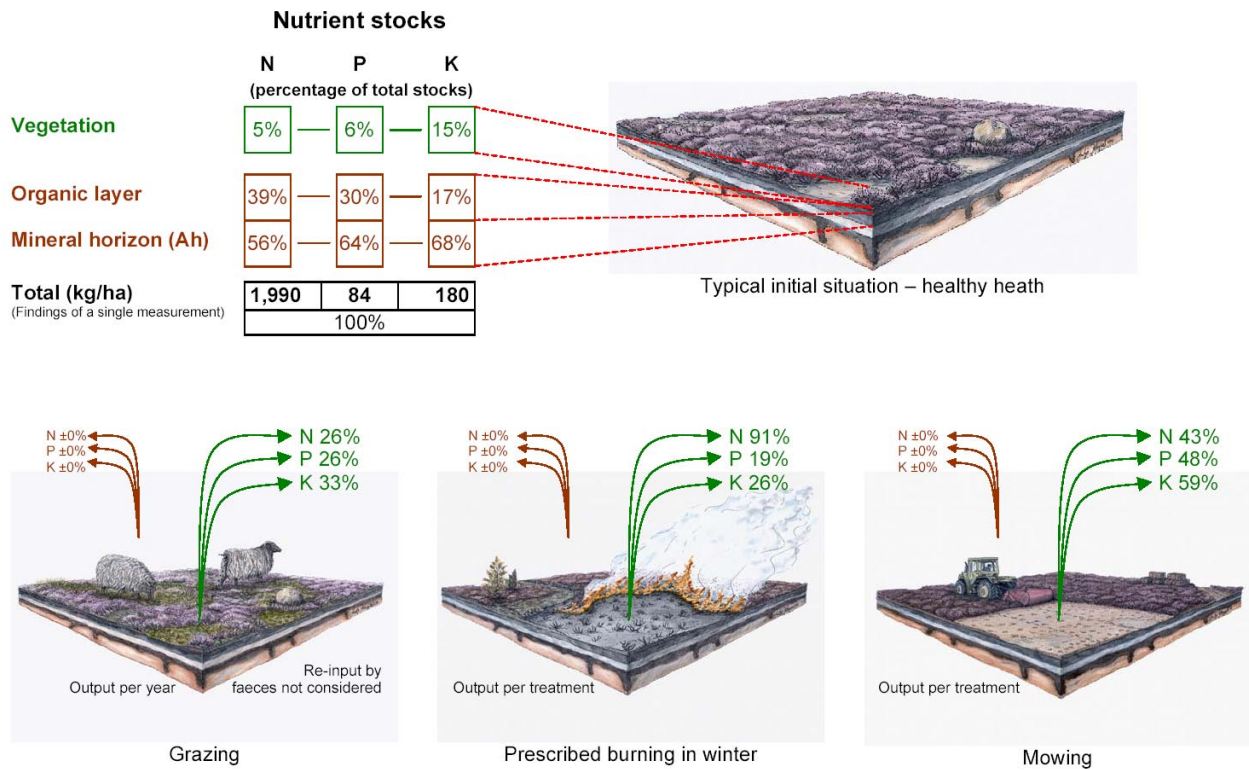 Nutrient stocks
N P K
(percentage of total stocks)
Vegetation 5% 6% 15%
Organic layer 39% 30% 17%
Mineral horizon (Ah) 56% 64% 68%
Total (kg/ha) 1,990 84 180
(Findings of a single measurement)
100%
Typical initial situation – healthy heath
N ±0%
P ±0%
K ±0%
N 26%
P 26%
K 33%
Output per year
Re-input by
faeces not considered
Grazing
N ±0%
P ±0%
K ±0%
N 91%
P 19%
K 26%
Output per treatment
Prescribed burning in winter
N ±0%
P ±0%
K ±0%
N 43%
P 48%
K 59%
Output per treatment
Mowing